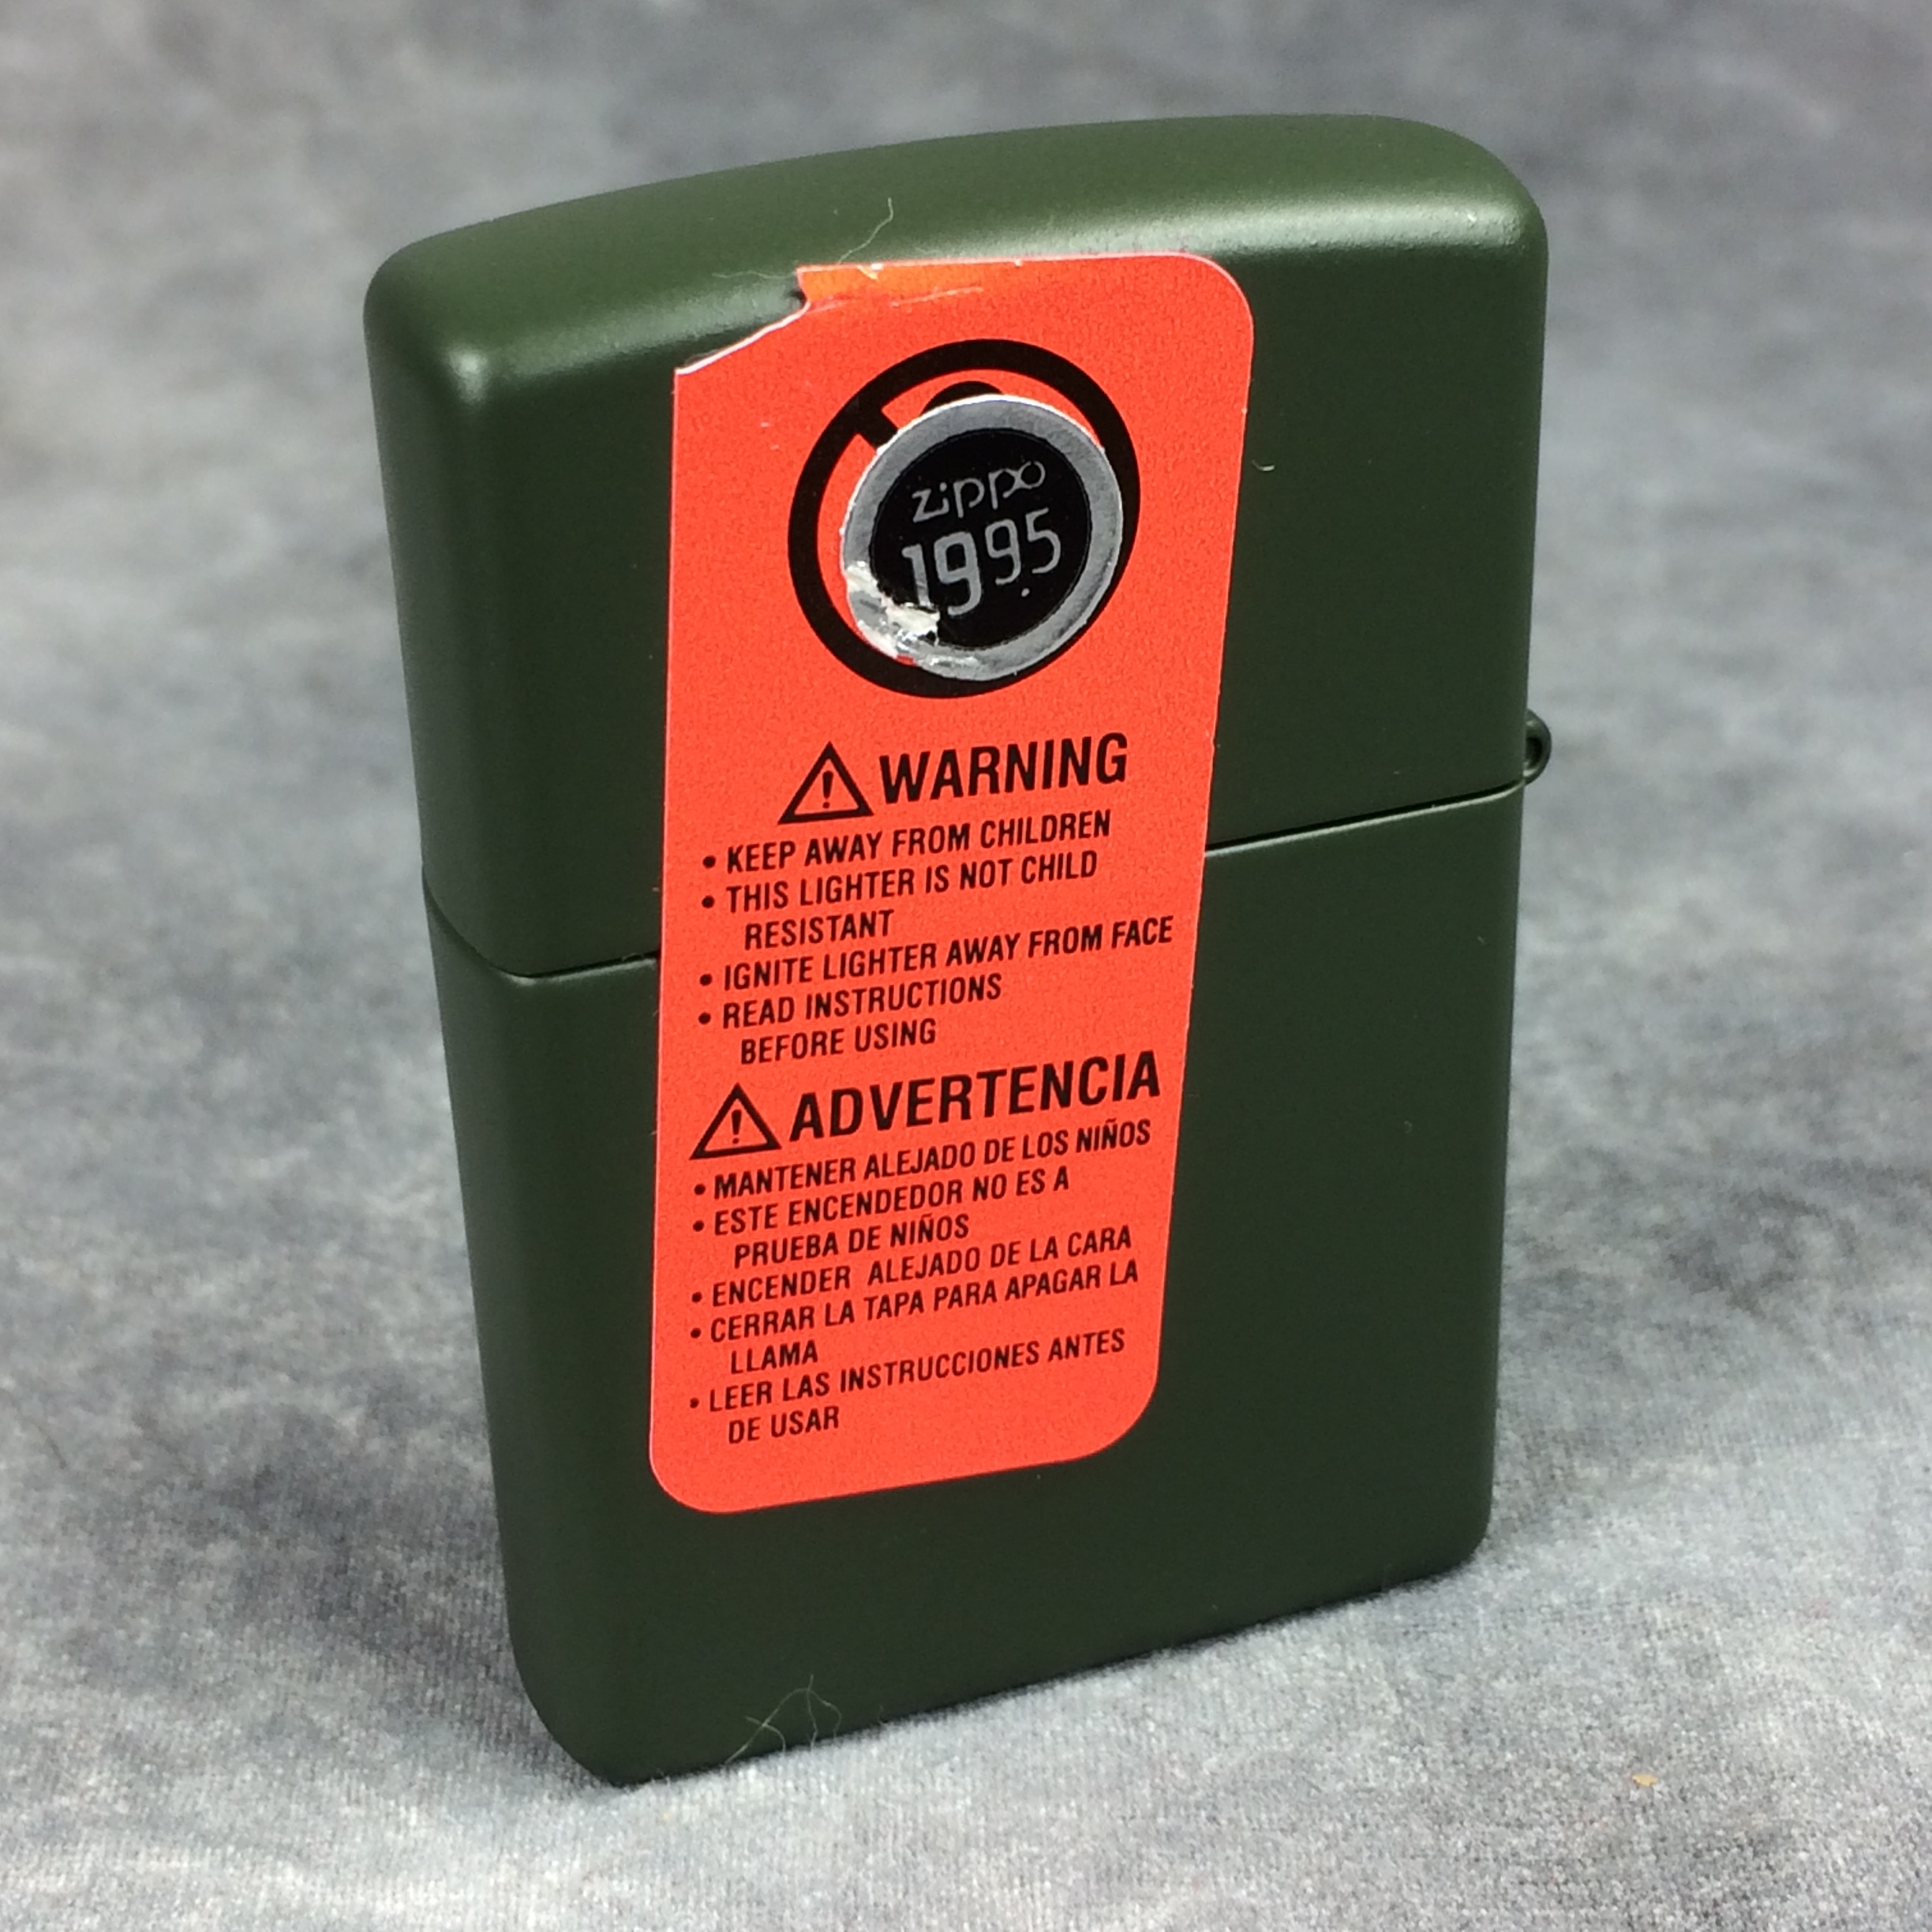 zippo
19.95
WARNING
• KEEP AWAY FROM CHILDREN
• THIS LIGHTER IS NOT CHILD
RESISTANT
• IGNITE LIGHTER AWAY FROM FACE
• READ INSTRUCTIONS
BEFORE USING
ADVERTENCIA
• MANTENER ALEJADO DE LOS NIÑOS
• ESTE ENCENDEDOR NO ES A
PRUEBA DE NIÑOS
• ENCENDER ALEJADO DE LA CARA
• CERRAR LA TAPA PARA APAGAR LA
LLAMA
• LEER LAS INSTRUCCIONES ANTES
DE USAR